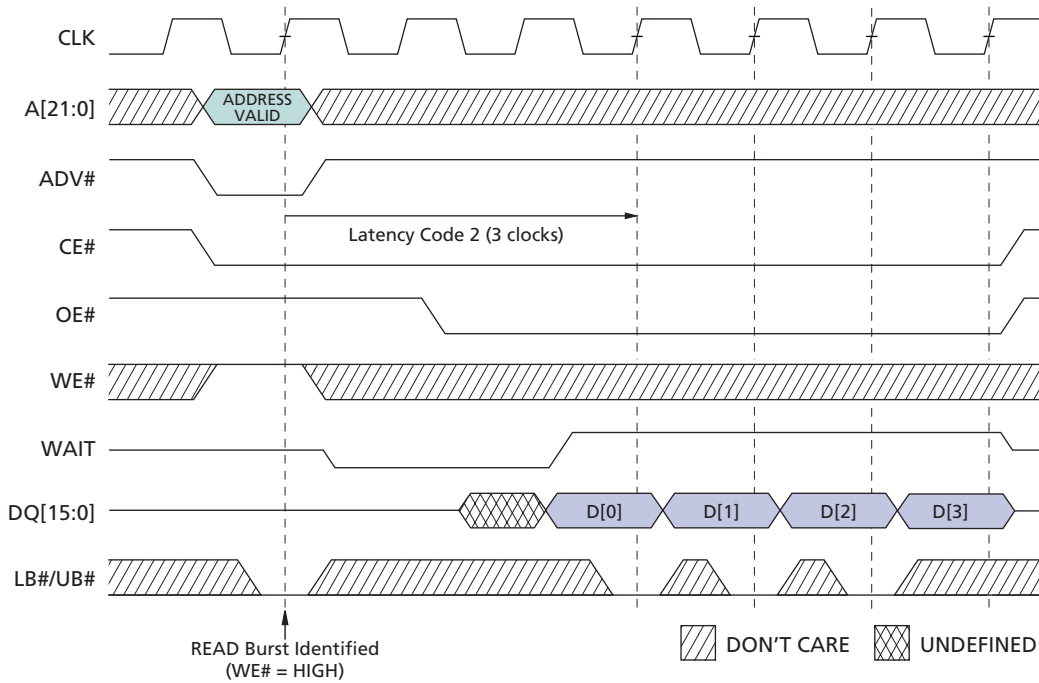 CLK
A[21:0]
ADDRESS
VALID
ADV#
Latency Code 2 (3 clocks)
CE#
OE#
WE#
WAIT
DQ[15:0]
D[0]
D[1]
D[2]
D[3]
LB#/UB#
READ Burst Identified
(WE# = HIGH)
DON'T CARE
UNDEFINED